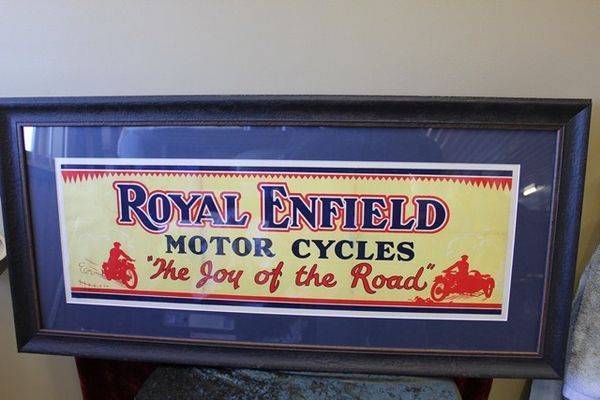 ROYAL ENFIELD
MOTOR CYCLES
"The Joy of the Road"